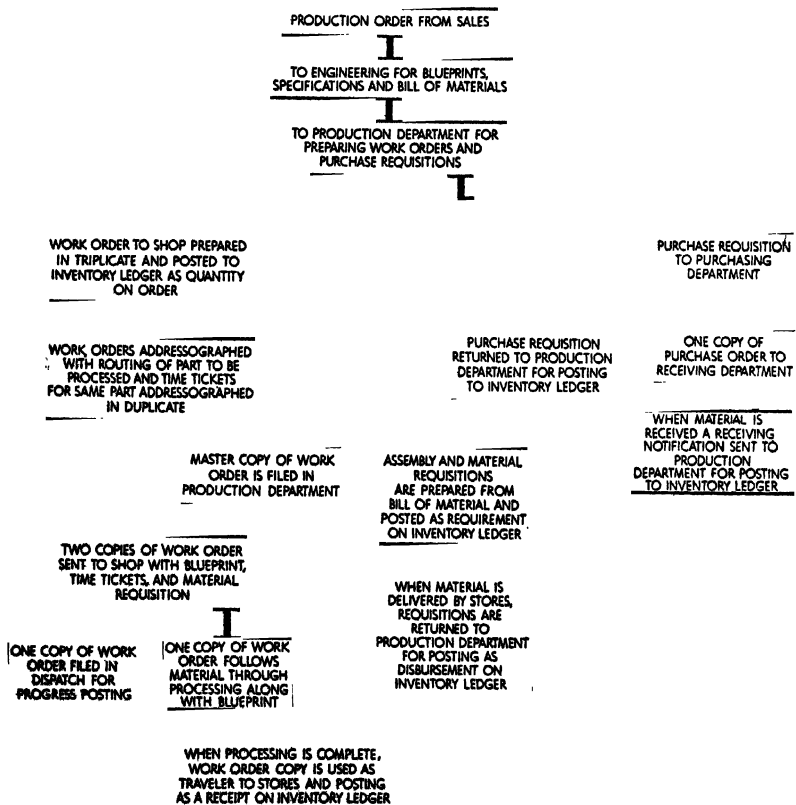 PRODUCTION ORDER FROM SALES
TO ENGINEERING FOR BLUEPRINTS,
SPECIFICATIONS AND BILL OF MATERIALS
TO PRODUCTION DEPARTMENT FOR
PREPARING WORK ORDERS AND
PURCHASE REQUISITIONS
WORK ORDER TO SHOP PREPARED
IN TRIPLICATE AND POSTED TO
INVENTORY LEDGER AS QUANTITY
ON ORDER
PURCHASE REQUISITION
TO PURCHASING
DEPARTMENT
WORK ORDERS ADDRESSOGRAPHED
WITH ROUTING OF PART TO BE
PROCESSED AND TIME TICKETS
FOR SAME PART ADDRESSOGRAPHED
IN DUPLICATE
PURCHASE REQUISITION
RETURNED TO PRODUCTION
DEPARTMENT FOR POSTING
TO INVENTORY LEDGER
ONE COPY OF
PURCHASE ORDER TO
RECEIVING DEPARTMENT
WHEN MATERIAL IS
RECEIVED A RECEIVING
NOTIFICATION SENT TO
PRODUCTION
DEPARTMENT FOR POSTING
TO INVENTORY LEDGER
MASTER COPY OF WORK
ORDER IS FILED IN
PRODUCTION DEPARTMENT
ASSEMBLY AND MATERIAL
REQUISITIONS
ARE PREPARED FROM
BILL OF MATERIAL AND
POSTED AS REQUIREMENT
ON INVENTORY LEDGER
TWO COPIES OF WORK ORDER
SENT TO SHOP WITH BLUEPRINT,
TIME TICKETS, AND MATERIAL
REQUISITION
WHEN MATERIAL IS
DELIVERED BY STORES,
REQUISITIONS ARE
RETURNED TO
PRODUCTION DEPARTMENT
FOR POSTING AS
DISBURSEMENT ON
INVENTORY LEDGER
ONE COPY OF WORK
ORDER FILED IN
DISPATCH FOR
PROGRESS POSTING
ONE COPY OF WORK
ORDER FOLLOWS
MATERIAL THROUGH
PROCESSING ALONG
WITH BLUEPRINT
WHEN PROCESSING IS COMPLETE,
WORK ORDER COPY IS USED AS
TRAVELER TO STORES AND POSTING
AS A RECEIPT ON INVENTORY LEDGER